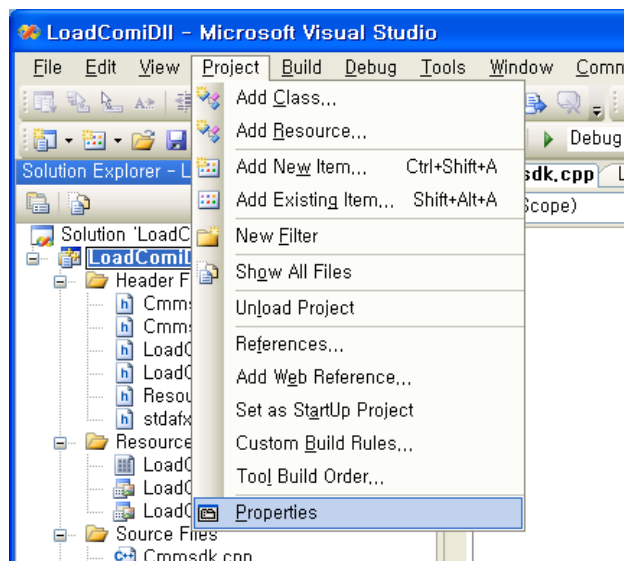 LoadComiDll - Microsoft Visual Studio
File Edit View Project Build Debug Tools Window Comm
Debug
Solution Explorer - L
sdk.cpp
Scope)
Add Class...
Add Resource...
Add New Item... Ctrl+Shift+A
Add Existing Item... Shift+Alt+A
New Filter
Show All Files
Unload Project
References...
Add Web Reference...
Set as StartUp Project
Custom Build Rules...
Tool Build Order...
Properties
Solution 'LoadC
LoadComiD
Header F
Cmms
Cmms
LoadC
LoadC
Resou
stdafx
Resource
LoadC
LoadC
LoadC
Source Files
Cmmsdk.cpp